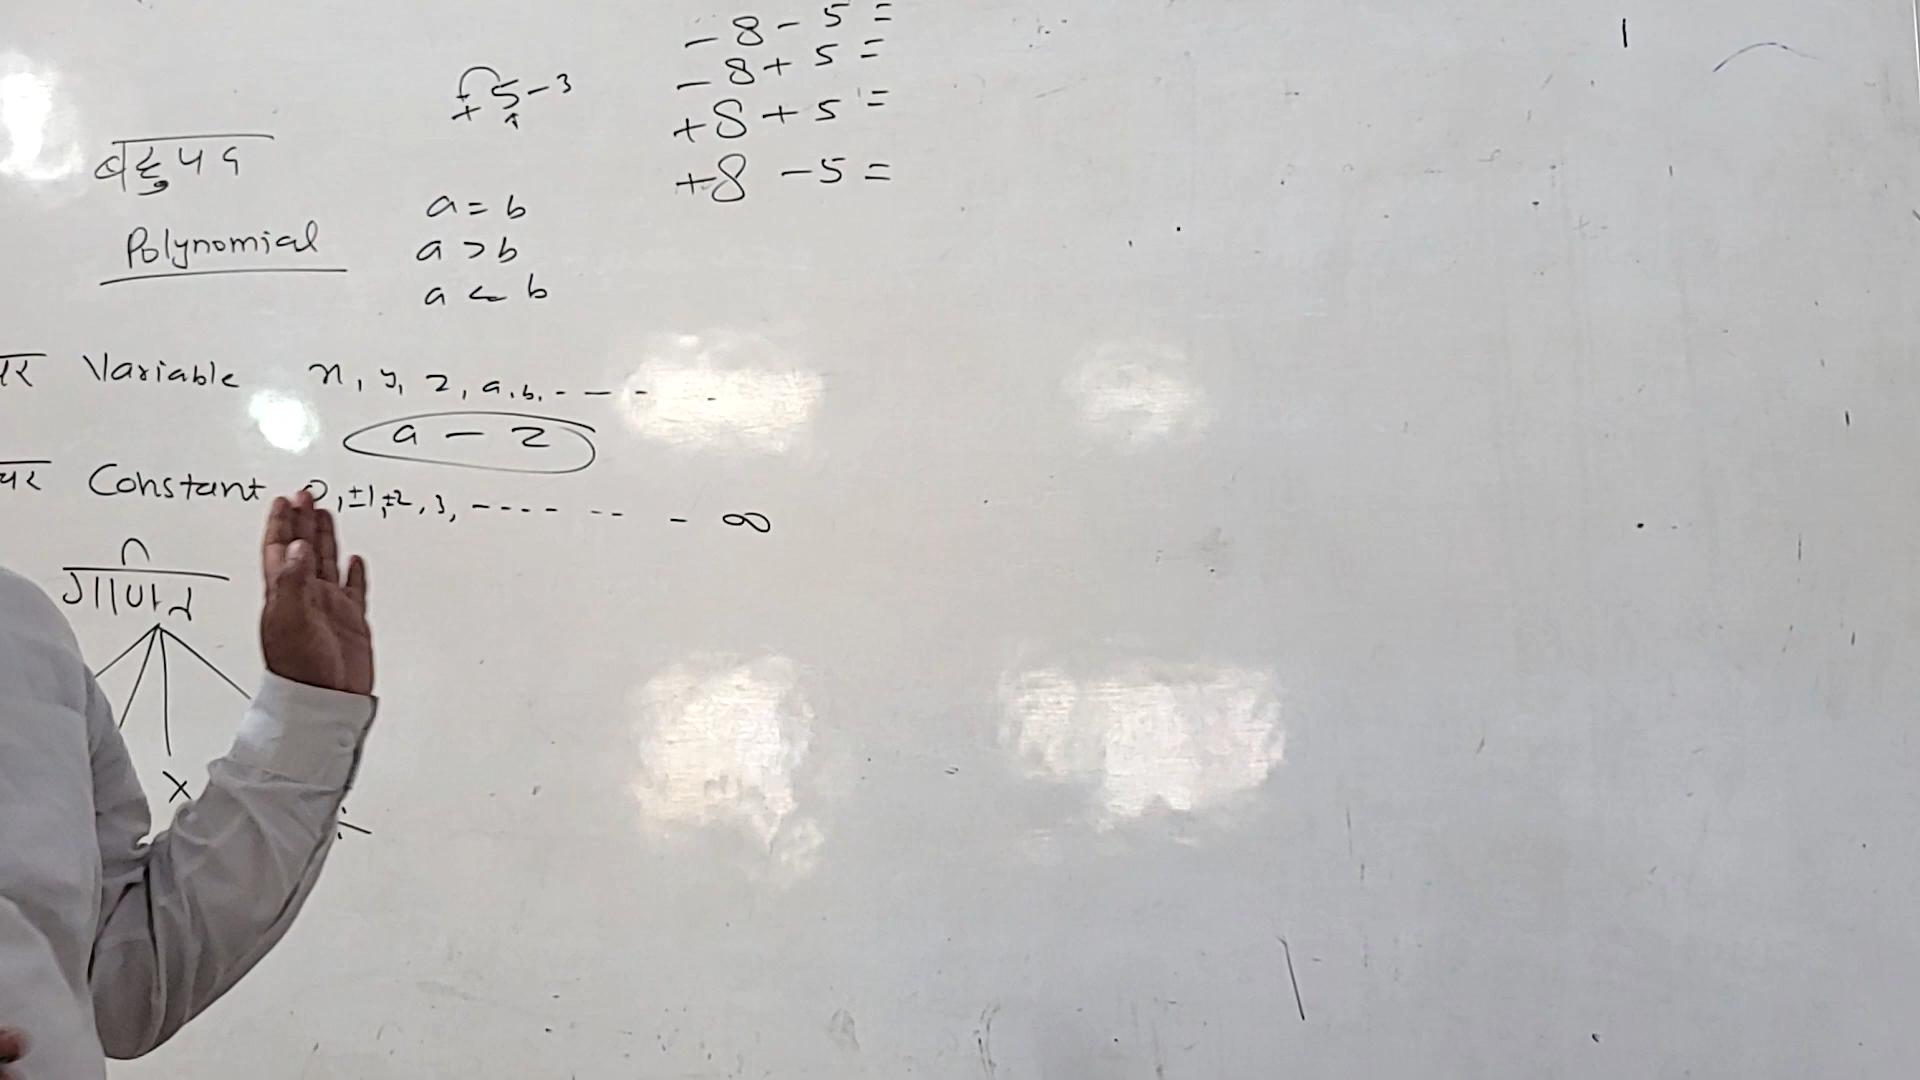 -8-5=
-8+5=
+8+5=
+8-5=
+5-3
बहुपद
Polynomial
a=b
a>b
a<b
Variable x, y, z, a, b, - - - -
a - z
Constant 0, ±1, ±2, 3, - - - - - - - ∞
गणित
×
÷